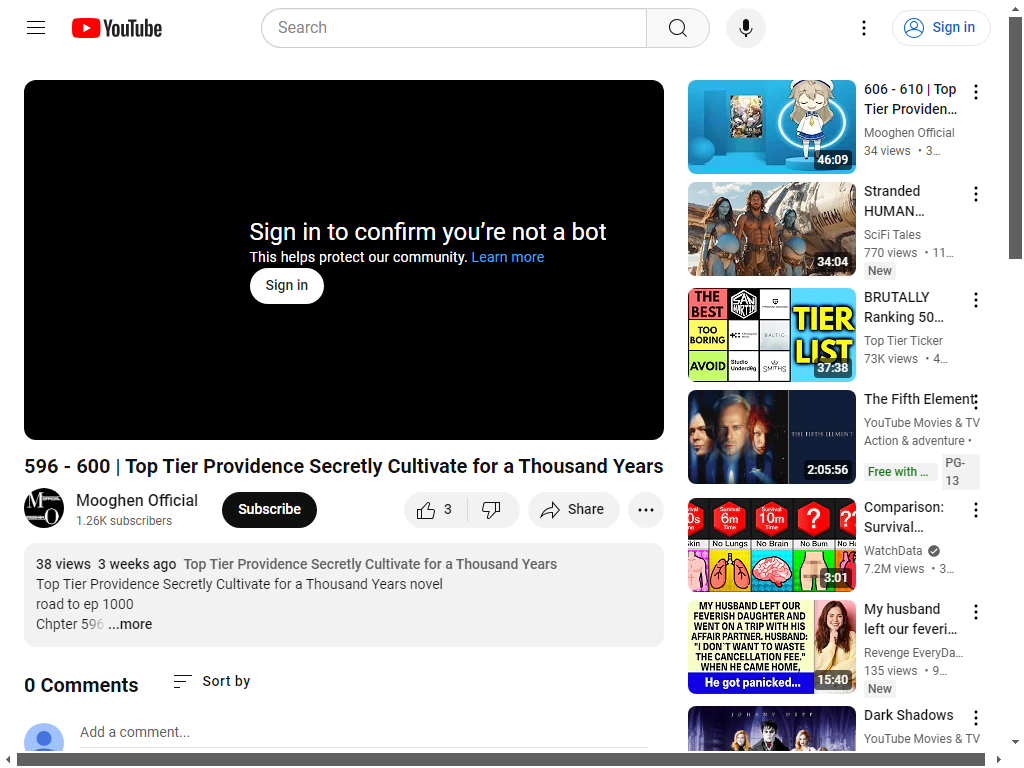 YouTube
Search
Sign in
Sign in to confirm you're not a bot
This helps protect our community. Learn more
Sign in
596 - 600 | Top Tier Providence Secretly Cultivate for a Thousand Years
Mooghen Official
1.26K subscribers
Subscribe
3
Share
38 views 3 weeks ago Top Tier Providence Secretly Cultivate for a Thousand Years
Top Tier Providence Secretly Cultivate for a Thousand Years novel
road to ep 1000
Chpter 596 ...more
0 Comments
Sort by
Add a comment...
46:09
606 - 610 | Top
Tier Providen...
Mooghen Official
34 views • 3...
34:04
Stranded
HUMAN...
SciFi Tales
770 views • 11...
New
THE BEST
SAN MARTIN
TOO BORING
BALTIC
AVOID
Studio Underd0g
SMITHS
TIER LIST
37:38
BRUTALLY
Ranking 50...
Top Tier Ticker
73K views • 4...
THE FIFTH ELEMENT
2:05:56
The Fifth Element
YouTube Movies & TV
Action & adventure •
Free with ...
PG-13
Survival
6m
Time
Survival
10m
Time
?
No Lungs
No Brain
No Bum
3:01
Comparison:
Survival...
WatchData
7.2M views • 3...
MY HUSBAND LEFT OUR
FEVERISH DAUGHTER AND
WENT ON A TRIP WITH HIS
AFFAIR PARTNER. HUSBAND:
"I DON'T WANT TO WASTE
THE CANCELLATION FEE."
WHEN HE CAME HOME,
He got panicked...
15:40
My husband
left our feveri...
Revenge EveryDa...
135 views • 9...
New
JOHNNY DEPP
Dark Shadows
YouTube Movies & TV